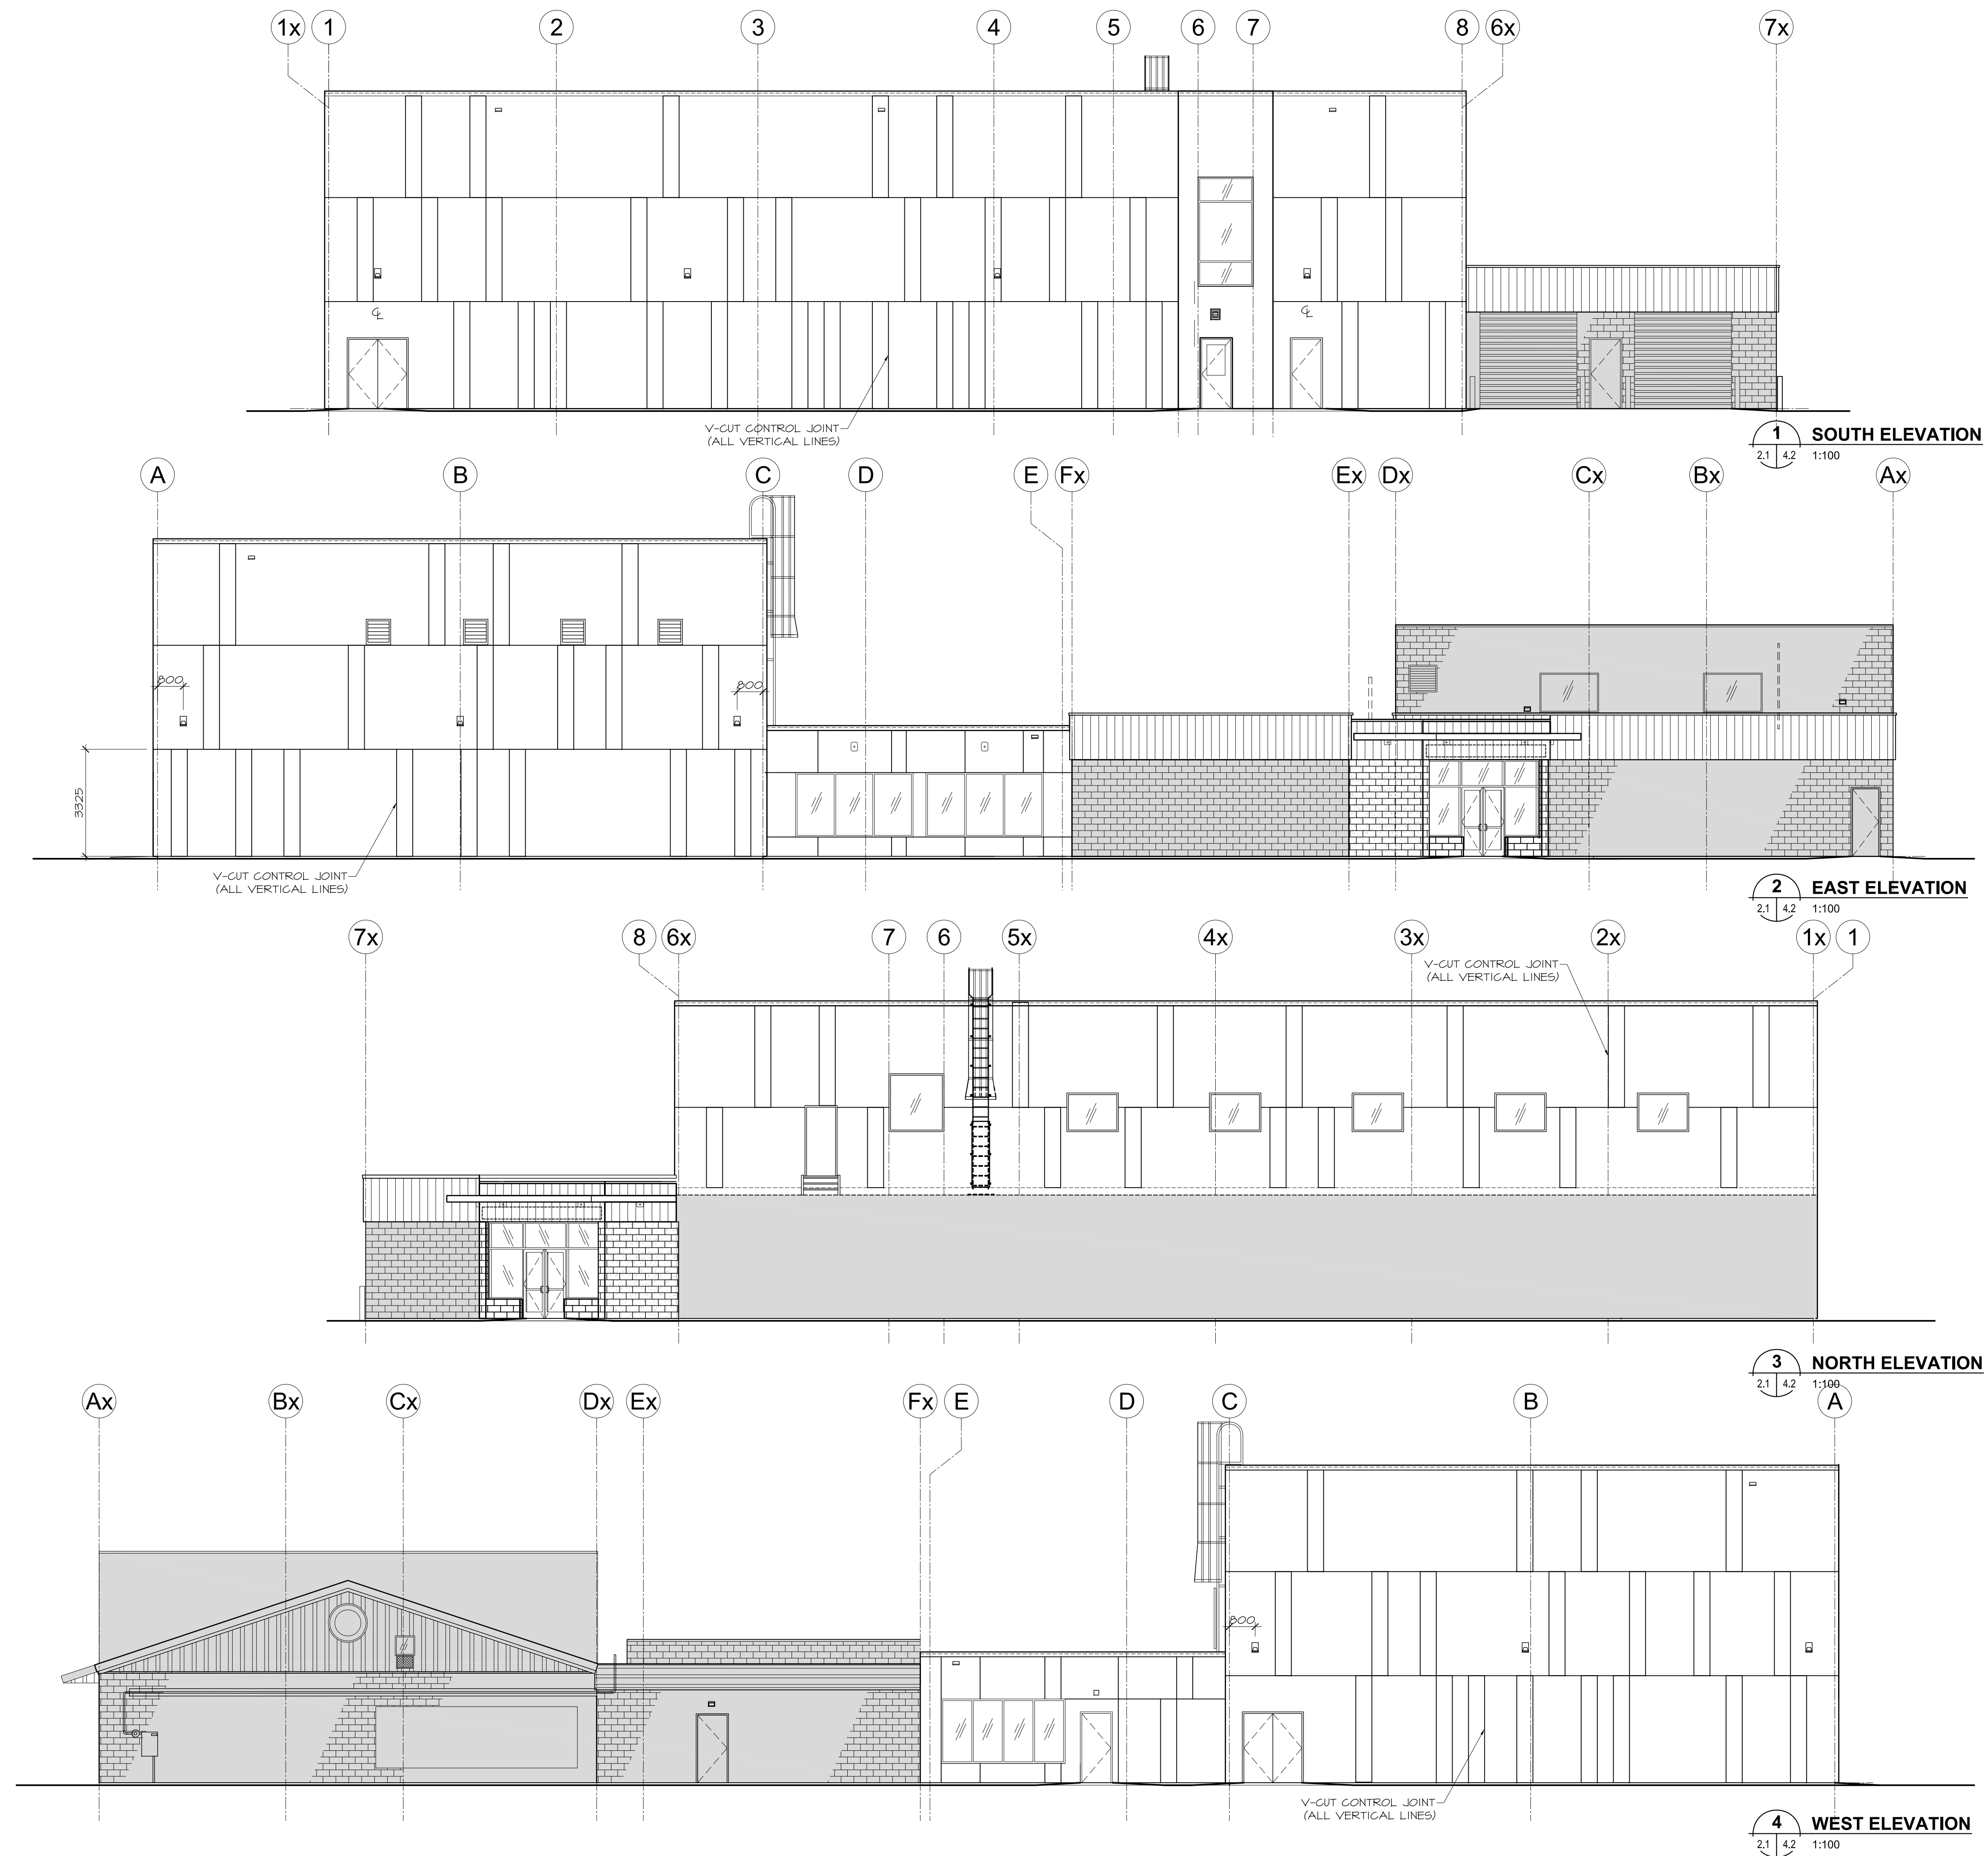 1x 1 2 3 4 5 6 7 8 6x 7x
℄ ℄
V-CUT CONTROL JOINT
(ALL VERTICAL LINES)
1 SOUTH ELEVATION
2.1 4.2 1:100
A B C D E Fx Ex Dx Cx Bx Ax
800 800
3325
V-CUT CONTROL JOINT
(ALL VERTICAL LINES)
2 EAST ELEVATION
2.1 4.2 1:100
7x 8 6x 7 6 5x 4x 3x 2x 1x 1
V-CUT CONTROL JOINT
(ALL VERTICAL LINES)
3 NORTH ELEVATION
2.1 4.2 1:100
Ax Bx Cx Dx Ex Fx E D C B A
800
V-CUT CONTROL JOINT
(ALL VERTICAL LINES)
4 WEST ELEVATION
2.1 4.2 1:100